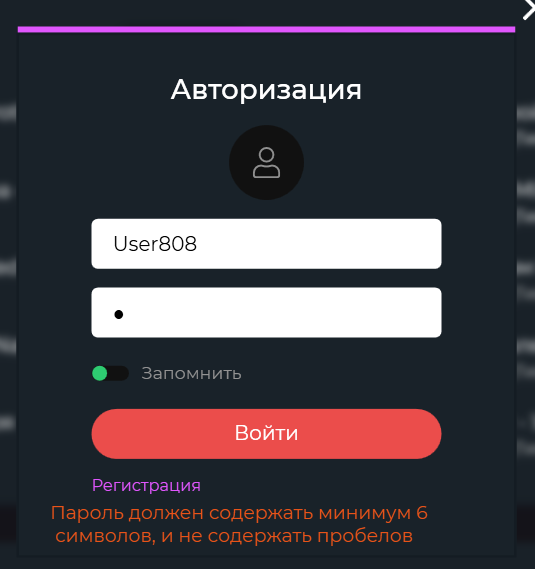 Авторизация
User808
Запомнить
Войти
Регистрация
Пароль должен содержать минимум 6
символов, и не содержать пробелов